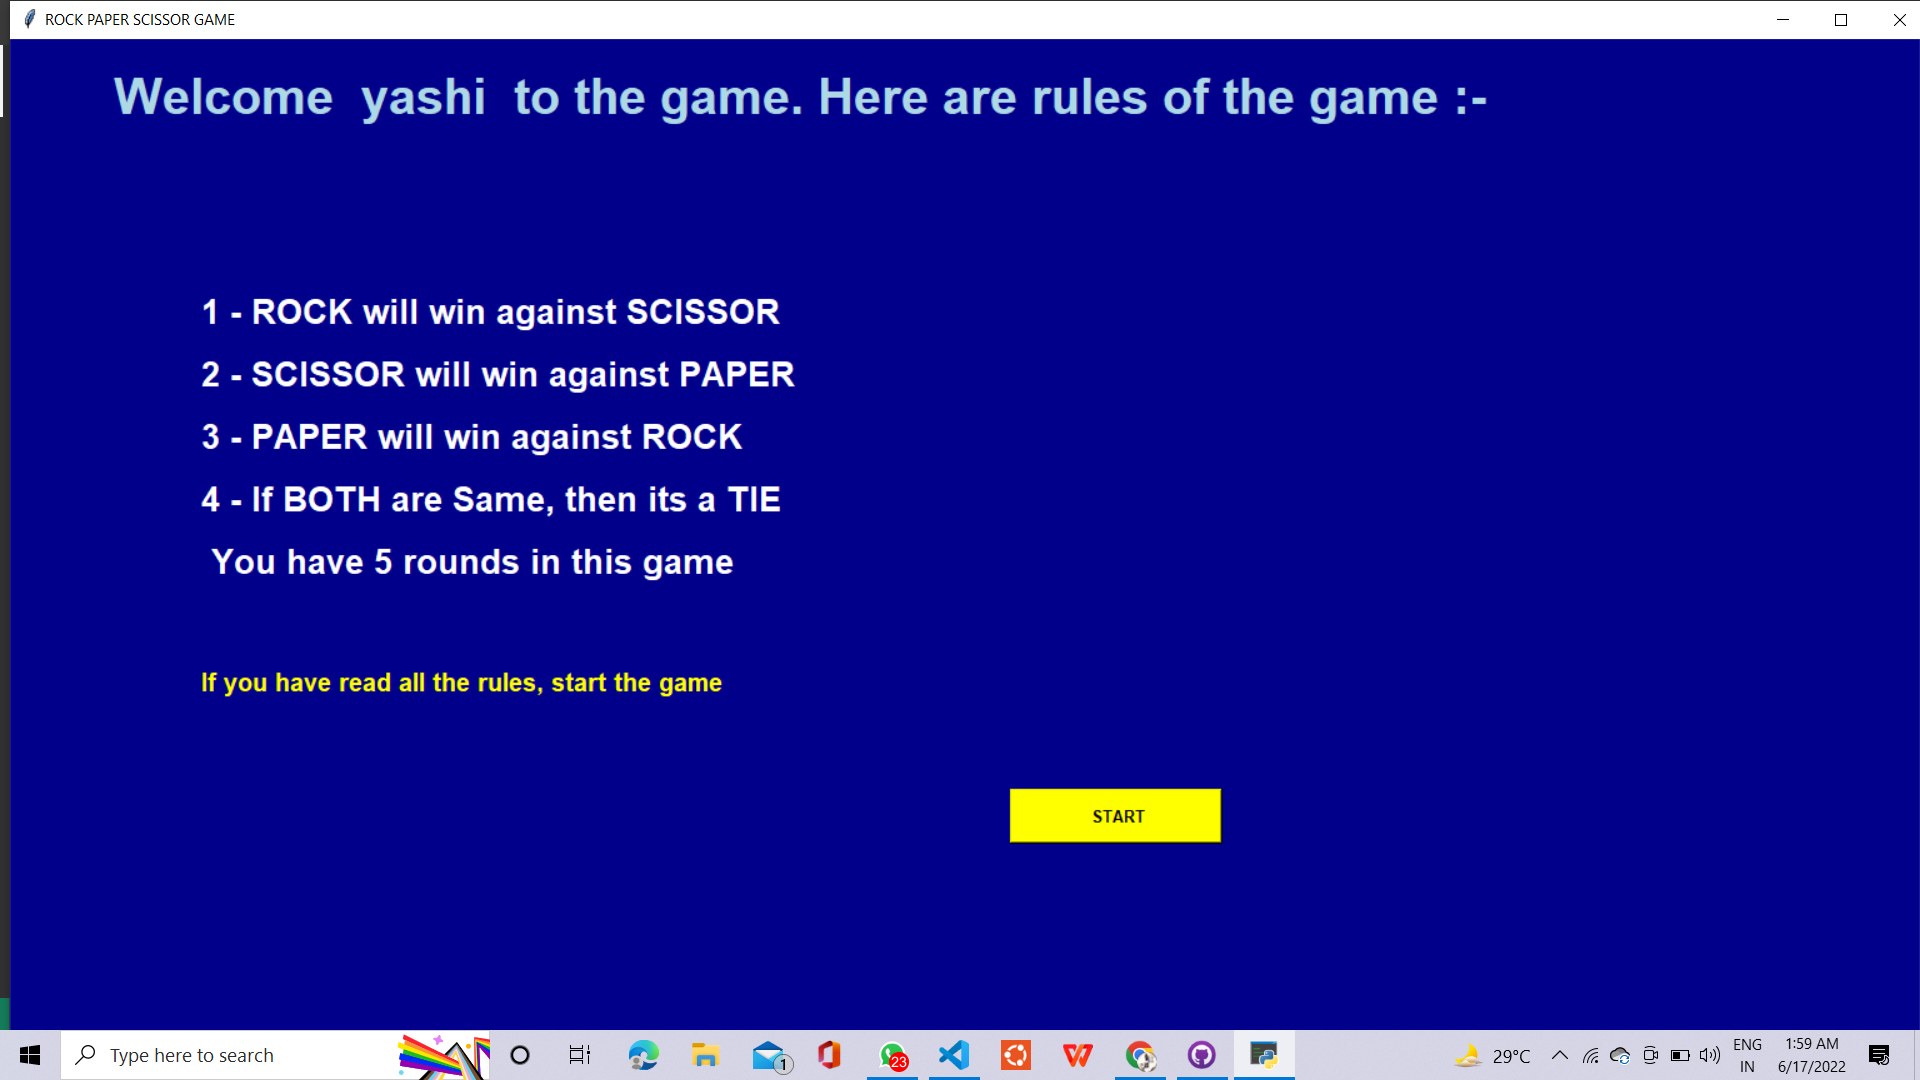 ROCK PAPER SCISSOR GAME
Welcome  yashi  to the game. Here are rules of the game :-
1 - ROCK will win against SCISSOR
2 - SCISSOR will win against PAPER
3 - PAPER will win against ROCK
4 - If BOTH are Same, then its a TIE
You have 5 rounds in this game
If you have read all the rules, start the game
START
Type here to search
1
23
29°C
ENG
IN
1:59 AM
6/17/2022